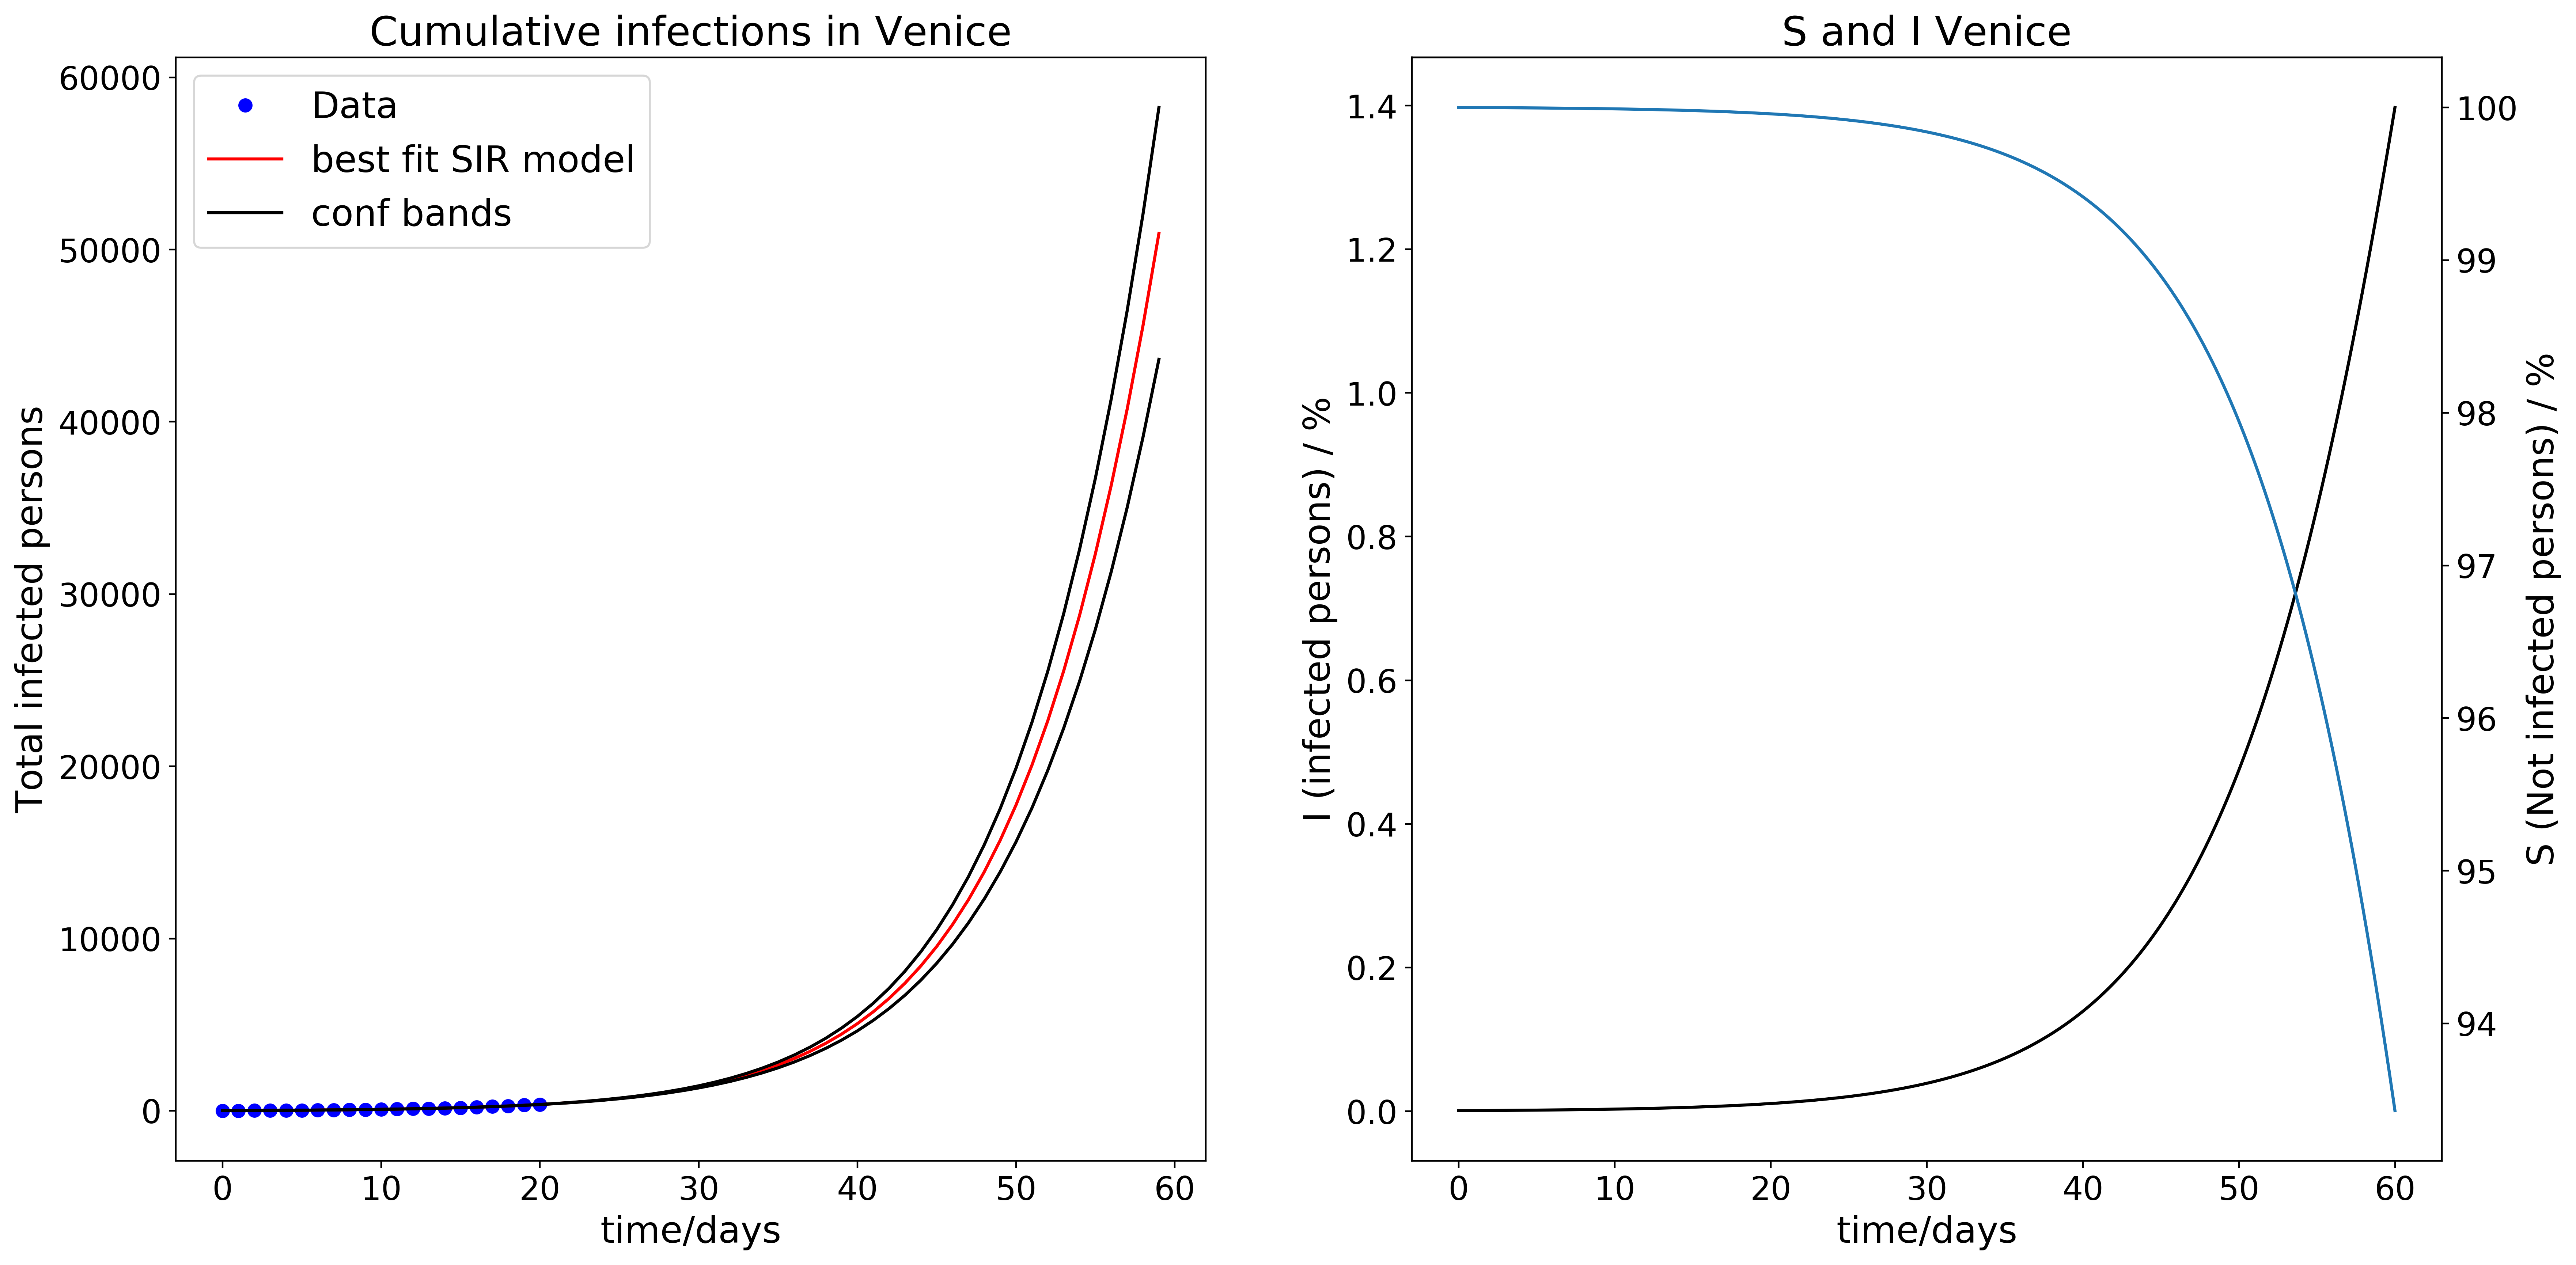 Cumulative infections in Venice
60000
50000
40000
30000
20000
10000
0
Total infected persons
Data
best fit SIR model
conf bands
0 10 20 30 40 50 60
time/days
S and I Venice
1.4
1.2
1.0
0.8
0.6
0.4
0.2
0.0
I (infected persons) / %
100
99
98
97
96
95
94
S (Not infected persons) / %
0 10 20 30 40 50 60
time/days